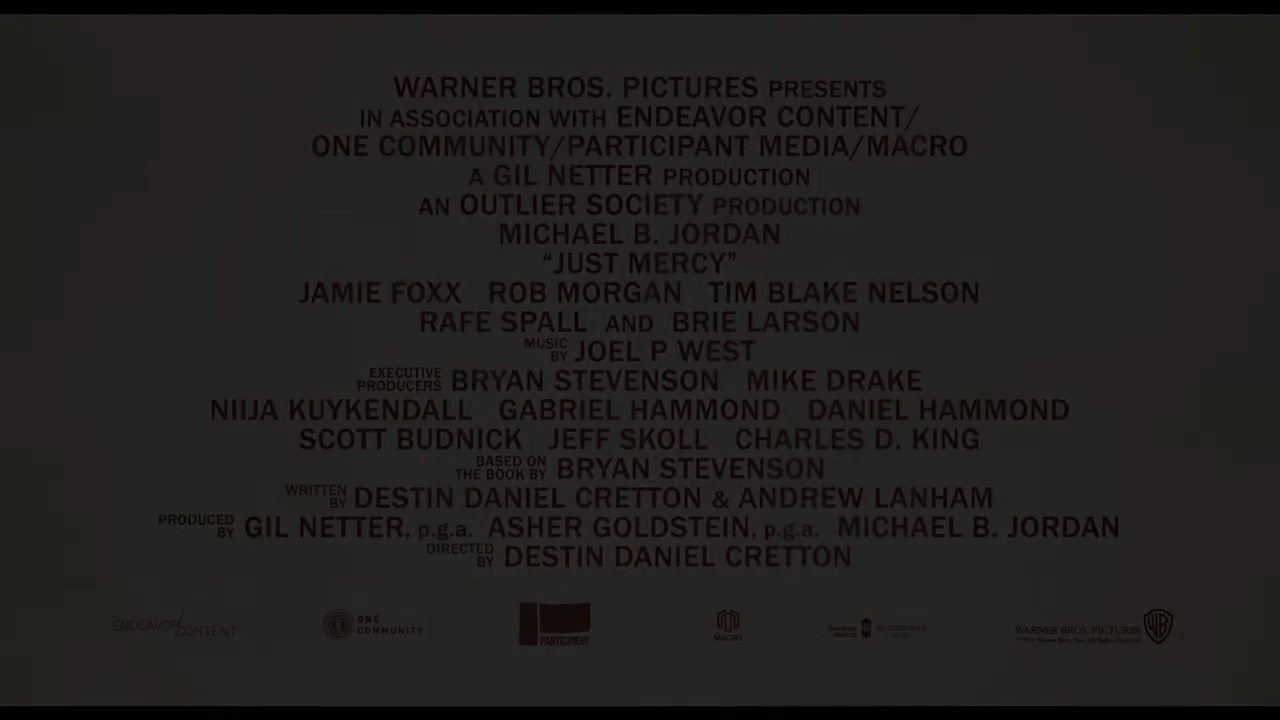 WARNER BROS. PICTURES PRESENTS
IN ASSOCIATION WITH ENDEAVOR CONTENT/
ONE COMMUNITY/PARTICIPANT MEDIA/MACRO
A GIL NETTER PRODUCTION
AN OUTLIER SOCIETY PRODUCTION
MICHAEL B. JORDAN
“JUST MERCY”
JAMIE FOXX ROB MORGAN TIM BLAKE NELSON
RAFE SPALL AND BRIE LARSON
MUSIC BY JOEL P WEST
EXECUTIVE PRODUCERS BRYAN STEVENSON MIKE DRAKE
NIIJA KUYKENDALL GABRIEL HAMMOND DANIEL HAMMOND
SCOTT BUDNICK JEFF SKOLL CHARLES D. KING
BASED ON THE BOOK BY BRYAN STEVENSON
WRITTEN BY DESTIN DANIEL CRETTON & ANDREW LANHAM
PRODUCED BY GIL NETTER, p.g.a. ASHER GOLDSTEIN, p.g.a. MICHAEL B. JORDAN
DIRECTED BY DESTIN DANIEL CRETTON
ENDEAVOR/CONTENT
ONE COMMUNITY
PARTICIPANT
MACRO
WARNER BROS. PICTURES
WB